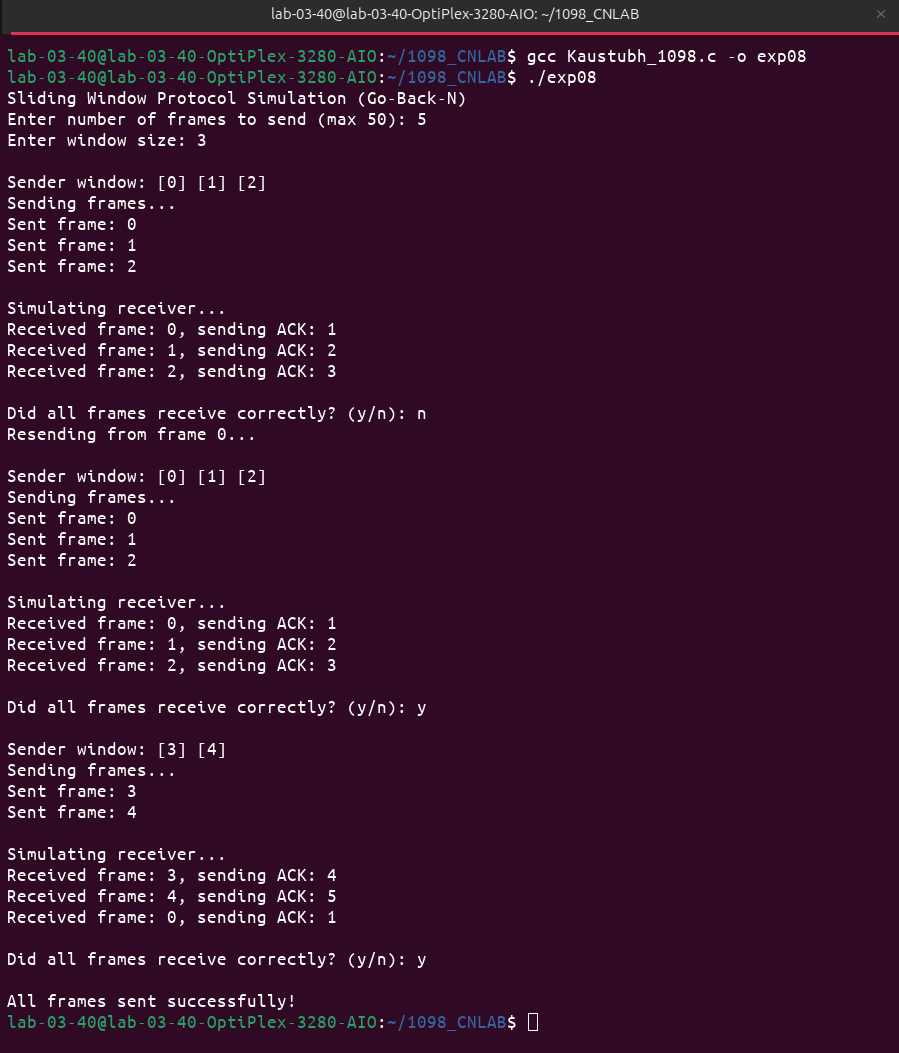 lab-03-40@lab-03-40-OptiPlex-3280-AIO: ~/1098_CNLAB
lab-03-40@lab-03-40-OptiPlex-3280-AIO:~/1098_CNLAB$ gcc Kaustubh_1098.c -o exp08
lab-03-40@lab-03-40-OptiPlex-3280-AIO:~/1098_CNLAB$ ./exp08
Sliding Window Protocol Simulation (Go-Back-N)
Enter number of frames to send (max 50): 5
Enter window size: 3
Sender window: [0] [1] [2]
Sending frames...
Sent frame: 0
Sent frame: 1
Sent frame: 2
Simulating receiver...
Received frame: 0, sending ACK: 1
Received frame: 1, sending ACK: 2
Received frame: 2, sending ACK: 3
Did all frames receive correctly? (y/n): n
Resending from frame 0...
Sender window: [0] [1] [2]
Sending frames...
Sent frame: 0
Sent frame: 1
Sent frame: 2
Simulating receiver...
Received frame: 0, sending ACK: 1
Received frame: 1, sending ACK: 2
Received frame: 2, sending ACK: 3
Did all frames receive correctly? (y/n): y
Sender window: [3] [4]
Sending frames...
Sent frame: 3
Sent frame: 4
Simulating receiver...
Received frame: 3, sending ACK: 4
Received frame: 4, sending ACK: 5
Received frame: 0, sending ACK: 1
Did all frames receive correctly? (y/n): y
All frames sent successfully!
lab-03-40@lab-03-40-OptiPlex-3280-AIO:~/1098_CNLAB$